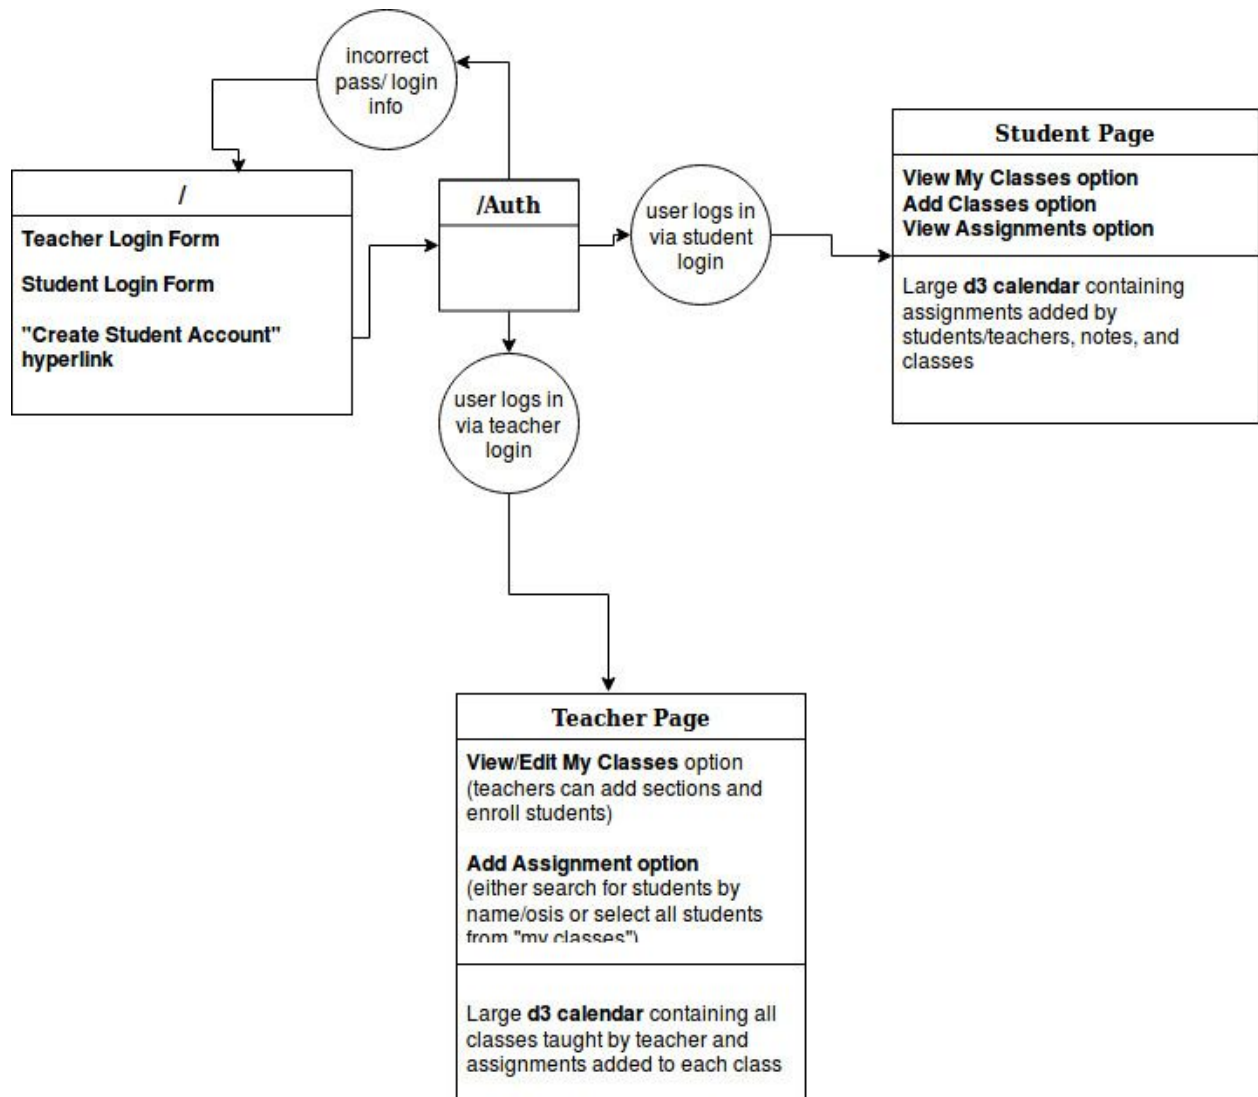 incorrect
pass/ login
info
/
Teacher Login Form
Student Login Form
"Create Student Account"
hyperlink
/Auth
user logs in
via student
login
Student Page
View My Classes option
Add Classes option
View Assignments option
Large d3 calendar containing
assignments added by
students/teachers, notes, and
classes
user logs in
via teacher
login
Teacher Page
View/Edit My Classes option
(teachers can add sections and
enroll students)
Add Assignment option
(either search for students by
name/osis or select all students
from "my classes")
Large d3 calendar containing all
classes taught by teacher and
assignments added to each class